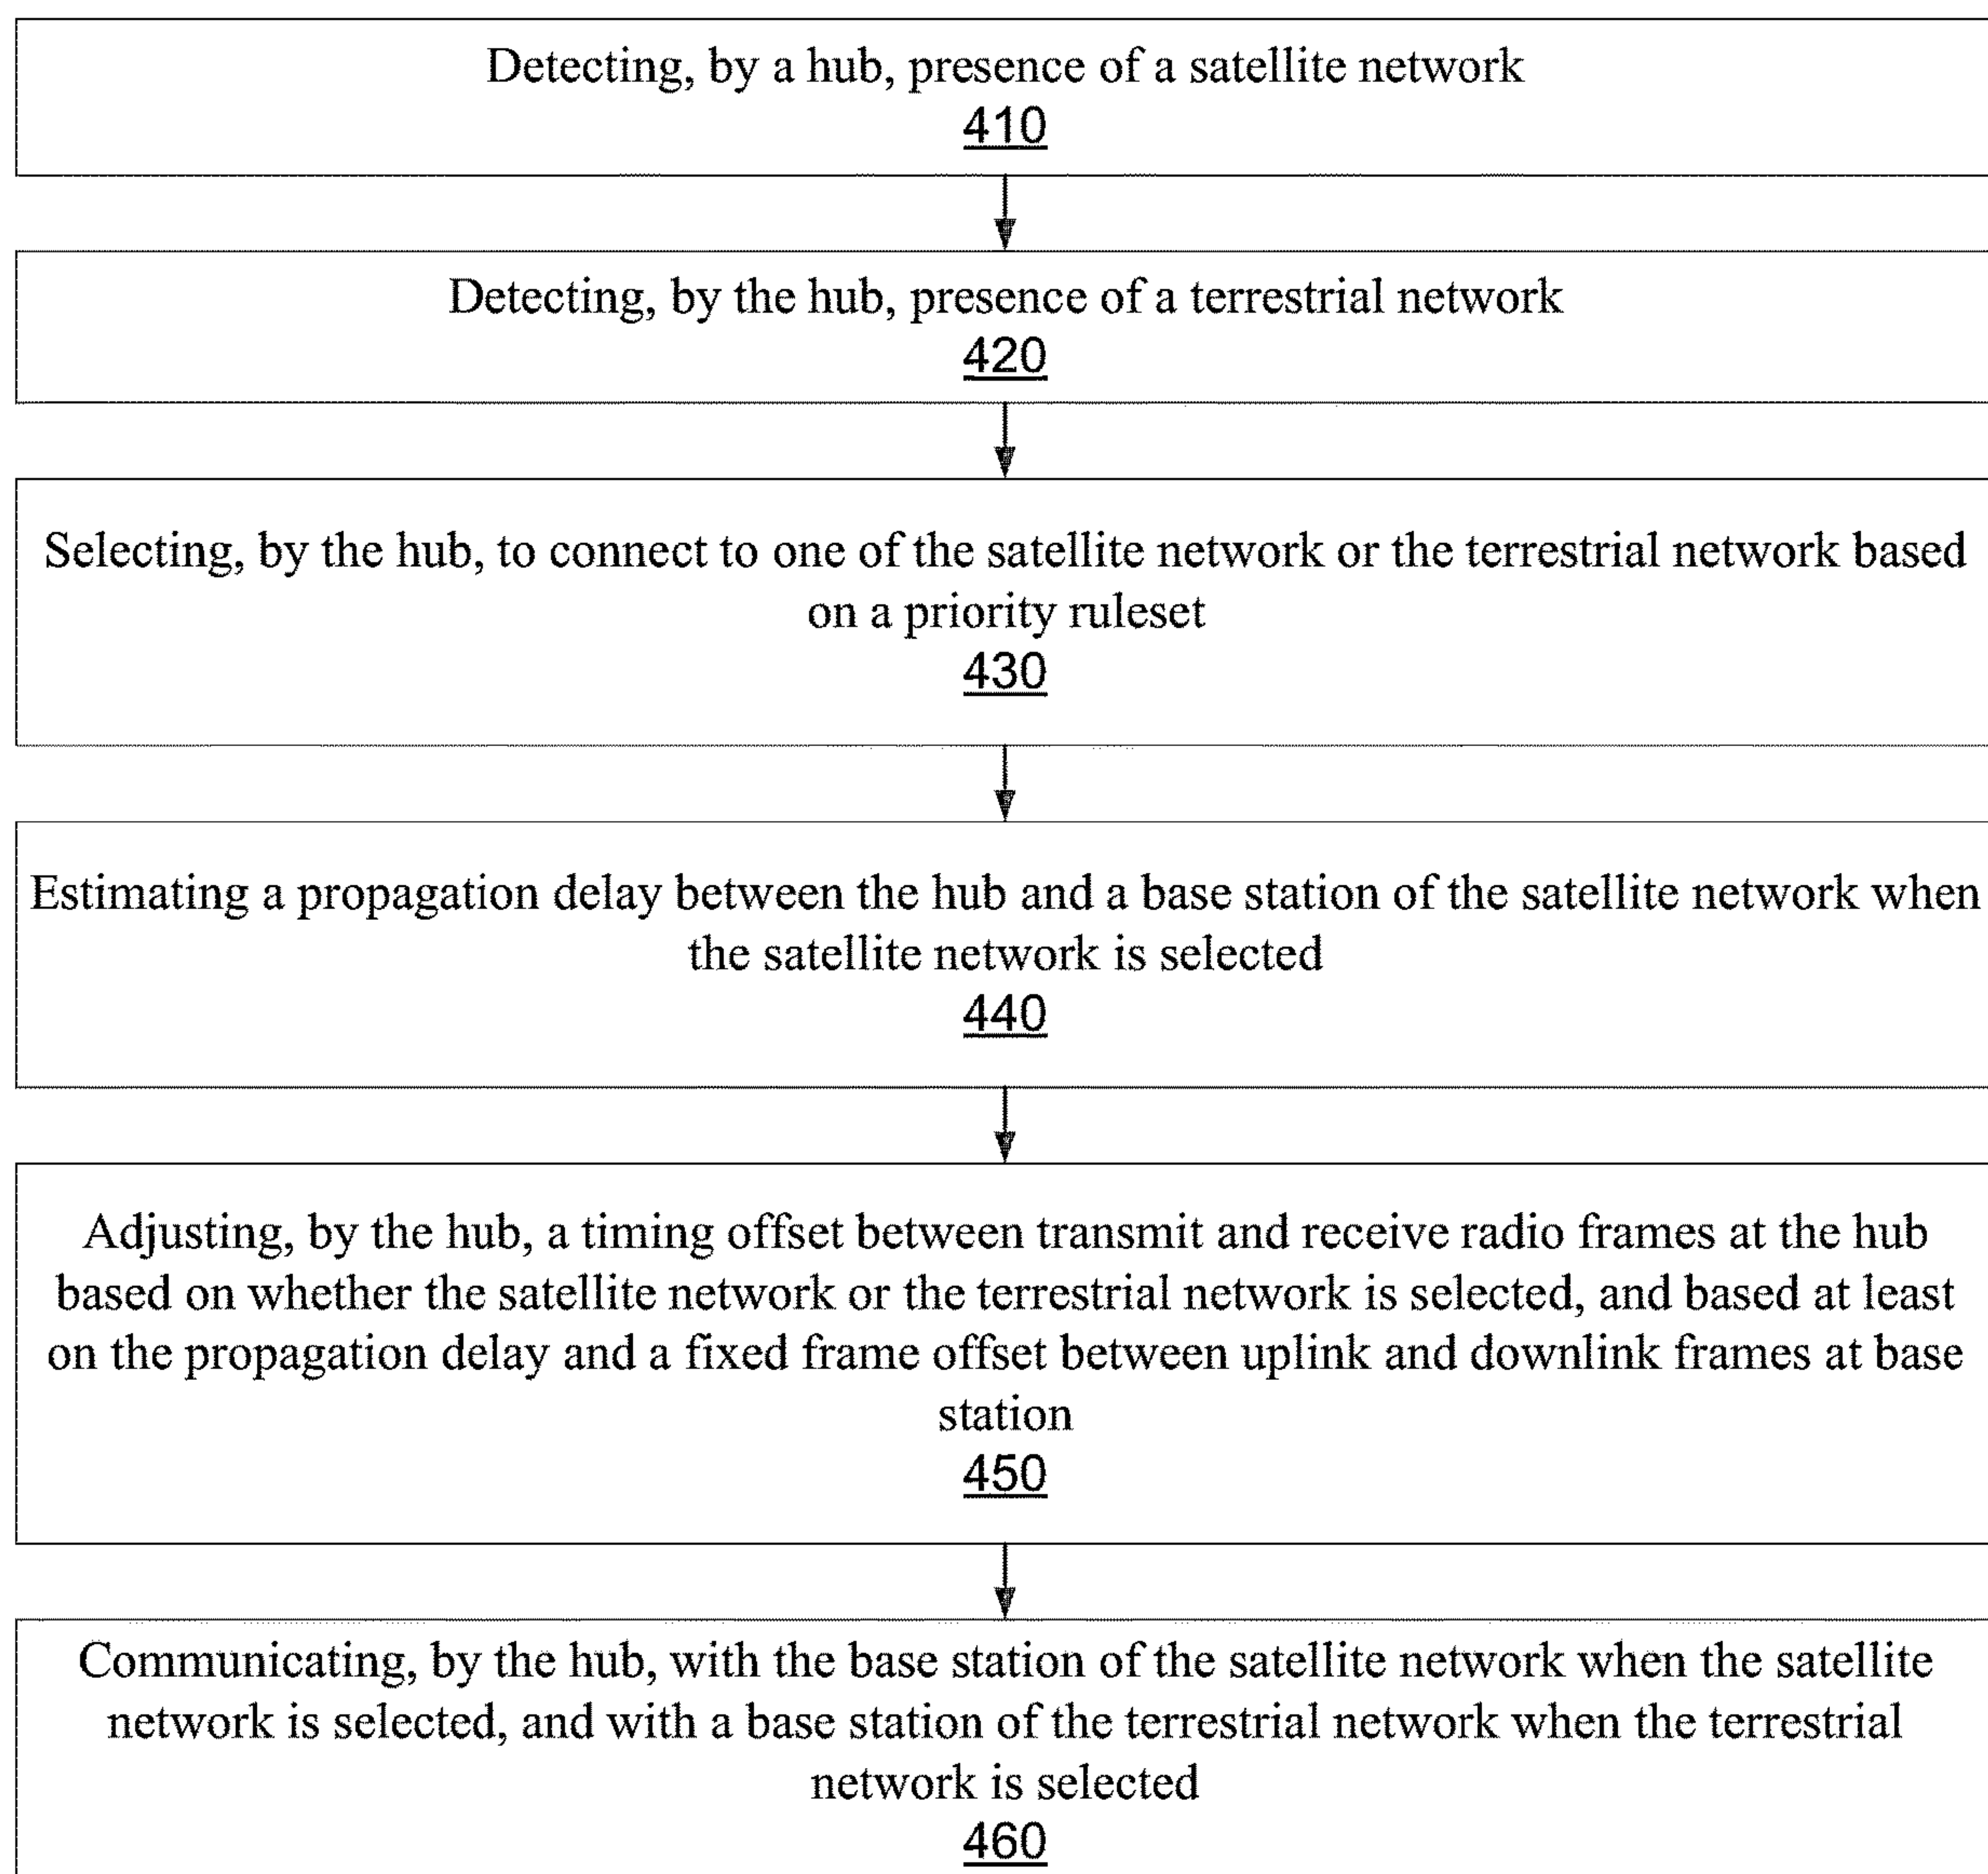 Detecting, by a hub, presence of a satellite network
410
Detecting, by the hub, presence of a terrestrial network
420
Selecting, by the hub, to connect to one of the satellite network or the terrestrial network based
on a priority ruleset
430
Estimating a propagation delay between the hub and a base station of the satellite network when
the satellite network is selected
440
Adjusting, by the hub, a timing offset between transmit and receive radio frames at the hub
based on whether the satellite network or the terrestrial network is selected, and based at least
on the propagation delay and a fixed frame offset between uplink and downlink frames at base
station
450
Communicating, by the hub, with the base station of the satellite network when the satellite
network is selected, and with a base station of the terrestrial network when the terrestrial
network is selected
460